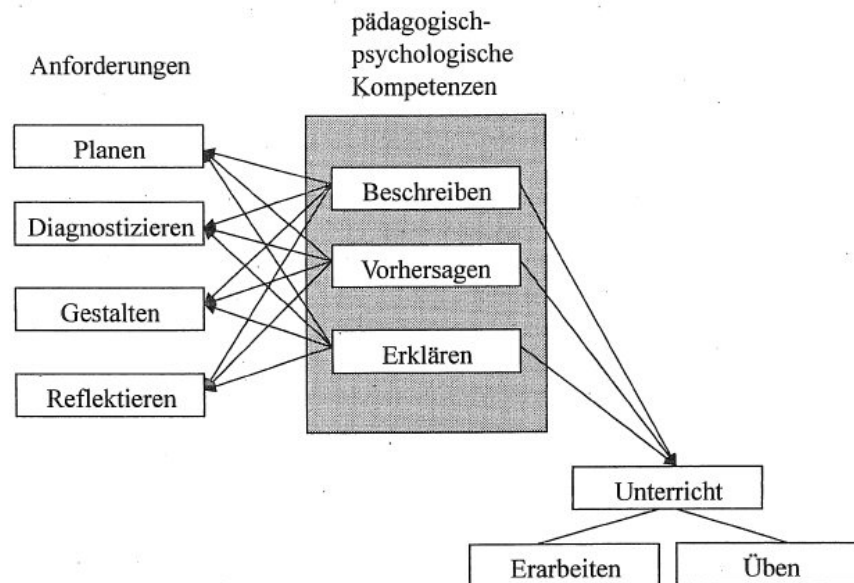 pädagogisch-
psychologische
Kompetenzen
Anforderungen
Planen
Diagnostizieren
Gestalten
Reflektieren
Beschreiben
Vorhersagen
Erklären
Unterricht
Erarbeiten
Üben